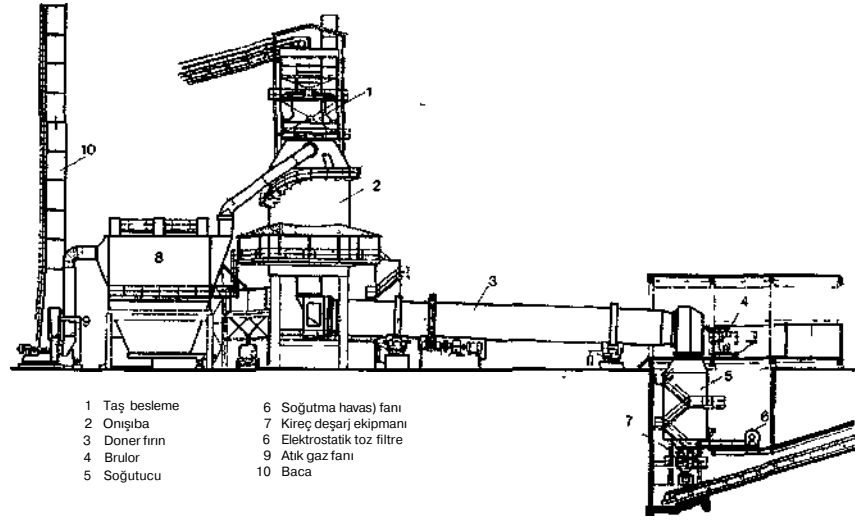 1
10
2
8
3
9
4
5
6
7
1 Taş besleme
2 Onışıba
3 Doner fırın
4 Brulor
5 Soğutucu
6 Soğutma havas) fanı
7 Kireç deşarj ekipmanı
6 Elektrostatik toz filtre
9 Atık gaz fanı
10 Baca